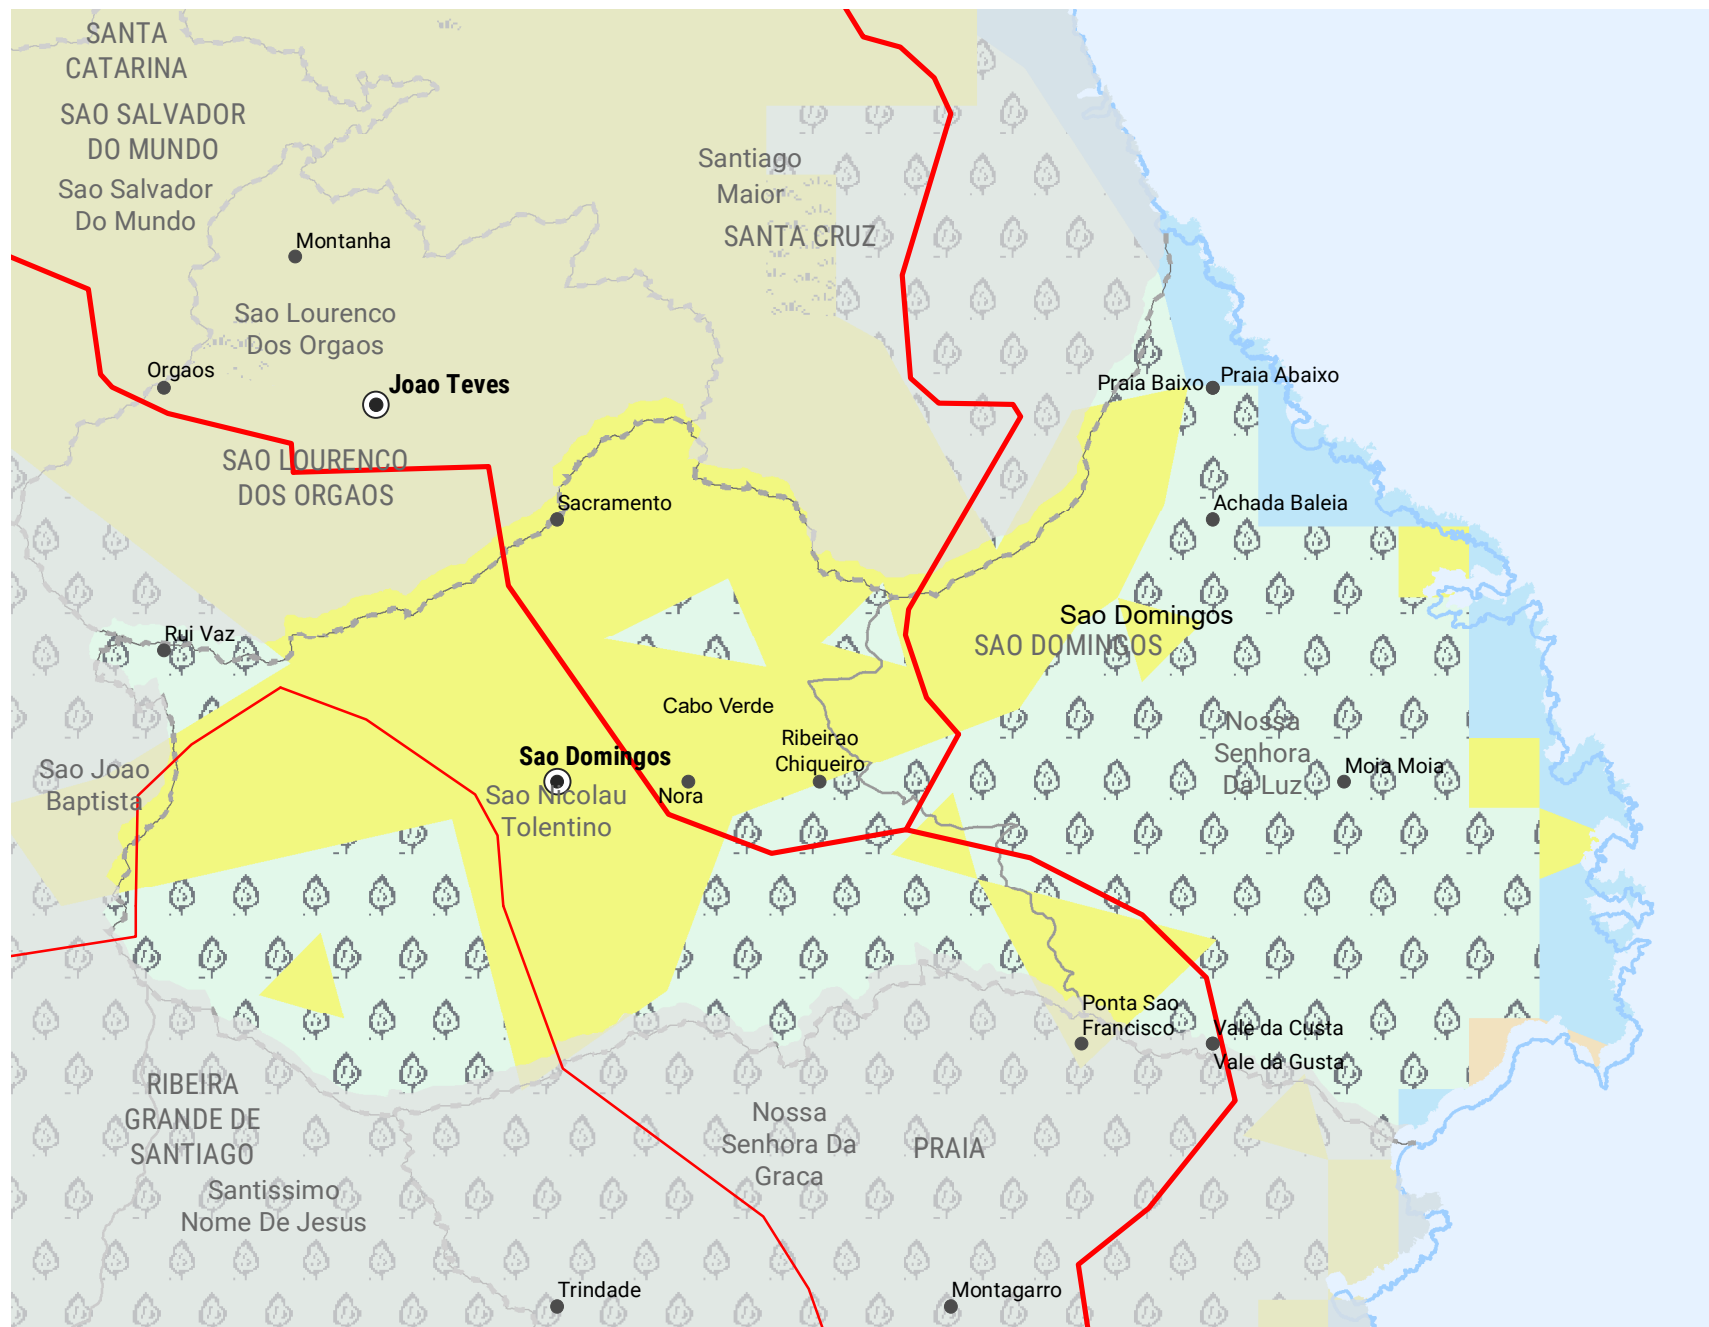 SANTA
CATARINA
SAO SALVADOR
DO MUNDO
Sao Salvador
Do Mundo
Santiago
Maior
SANTA CRUZ
Montanha
Sao Lourenco
Dos Orgaos
Orgaos
Joao Teves
Praia Baixo
Praia Abaixo
SAO LOURENCO
DOS ORGAOS
Sacramento
Achada Baleia
Rui Vaz
Sao Domingos
SAO DOMINGOS
Cabo Verde
Nossa
Senhora
Da Luz
Ribeirao
Chiqueiro
Moia Moia
Sao Domingos
Sao Joao
Baptista
Sao Nicolau
Tolentino
Nora
Ponta Sao
Francisco
Vale da Custa
Vale da Gusta
RIBEIRA
GRANDE DE
SANTIAGO
Nossa
Senhora Da
Graca
PRAIA
Santissimo
Nome De Jesus
Trindade
Montagarro